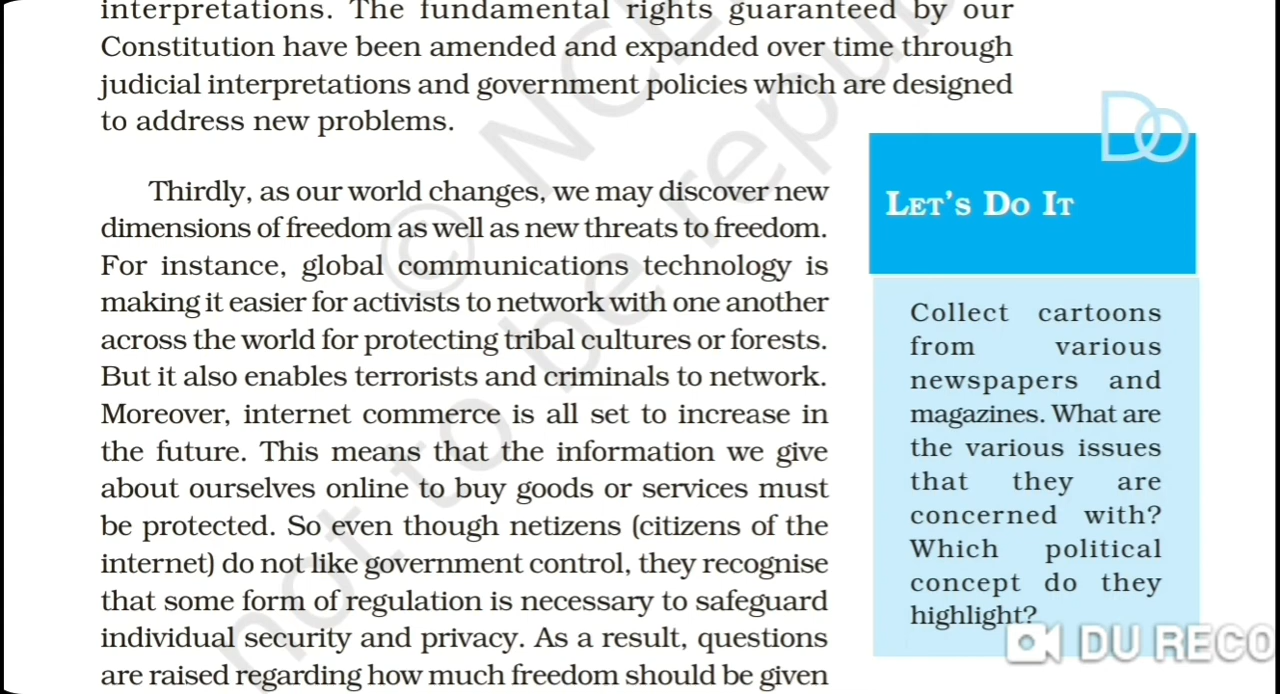 interpretations. The fundamental rights guaranteed by our
Constitution have been amended and expanded over time through
judicial interpretations and government policies which are designed
to address new problems.
Thirdly, as our world changes, we may discover new
dimensions of freedom as well as new threats to freedom.
For instance, global communications technology is
making it easier for activists to network with one another
across the world for protecting tribal cultures or forests.
But it also enables terrorists and criminals to network.
Moreover, internet commerce is all set to increase in
the future. This means that the information we give
about ourselves online to buy goods or services must
be protected. So even though netizens (citizens of the
internet) do not like government control, they recognise
that some form of regulation is necessary to safeguard
individual security and privacy. As a result, questions
are raised regarding how much freedom should be given
DO
LET'S DO IT
Collect cartoons
from various
newspapers and
magazines. What are
the various issues
that they are
concerned with?
Which political
concept do they
highlight?
DU RECO
© NCE
not to be repub